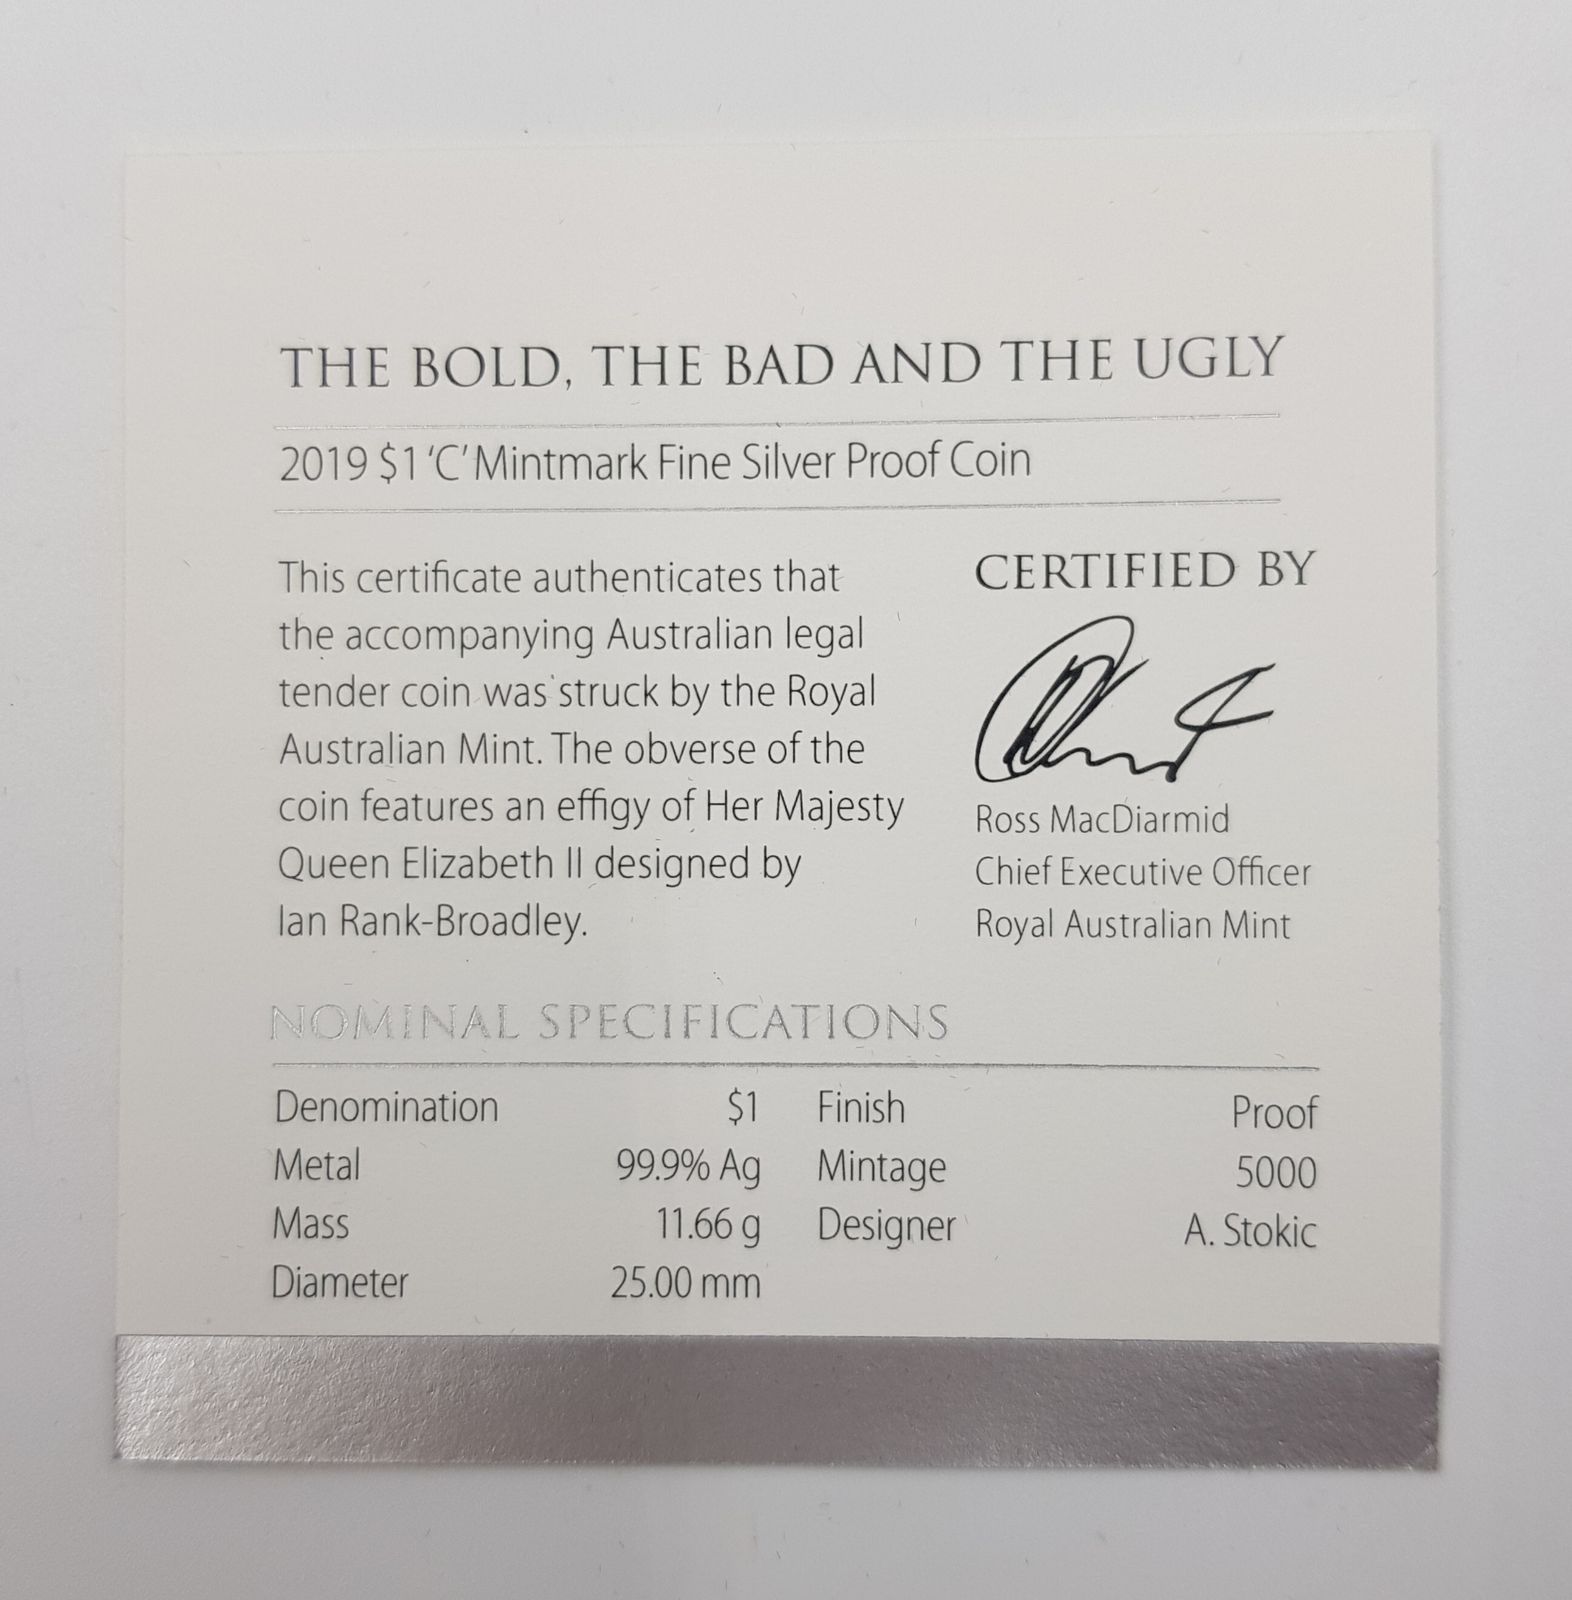 THE BOLD, THE BAD AND THE UGLY
2019 $1 ‘C’ Mintmark Fine Silver Proof Coin
This certificate authenticates that
the accompanying Australian legal
tender coin was struck by the Royal
Australian Mint. The obverse of the
coin features an effigy of Her Majesty
Queen Elizabeth II designed by
Ian Rank-Broadley.
CERTIFIED BY
Ross MacDiarmid
Chief Executive Officer
Royal Australian Mint
NOMINAL SPECIFICATIONS
Denomination $1 Finish Proof
Metal 99.9% Ag Mintage 5000
Mass 11.66 g Designer A. Stokic
Diameter 25.00 mm